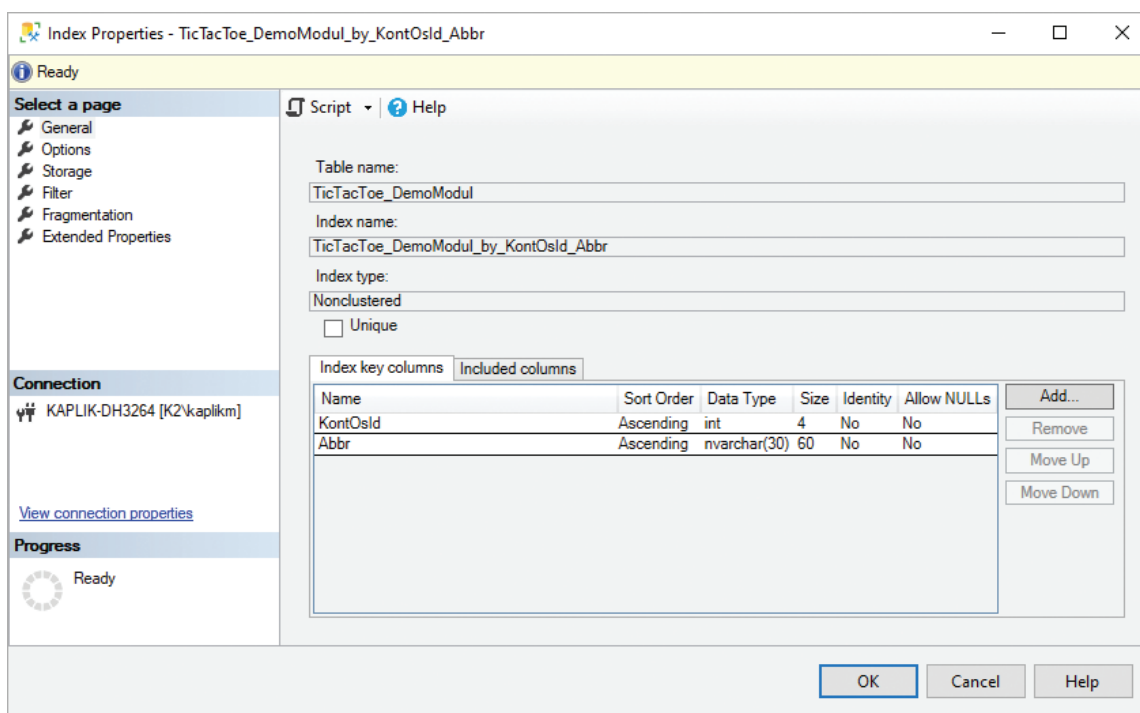 Index Properties - TicTacToe_DemoModul_by_KontOsId_Abbr
Ready
Select a page
General
Options
Storage
Filter
Fragmentation
Extended Properties
Connection
KAPLIK-DH3264 [K2\kaplikm]
View connection properties
Progress
Ready
Script Help
Table name:
TicTacToe_DemoModul
Index name:
TicTacToe_DemoModul_by_KontOsId_Abbr
Index type:
Nonclustered
Unique
Index key columns Included columns
Name Sort Order Data Type Size Identity Allow NULLs
KontOsId Ascending int 4 No No
Abbr Ascending nvarchar(30) 60 No No
Add...
Remove
Move Up
Move Down
OK Cancel Help